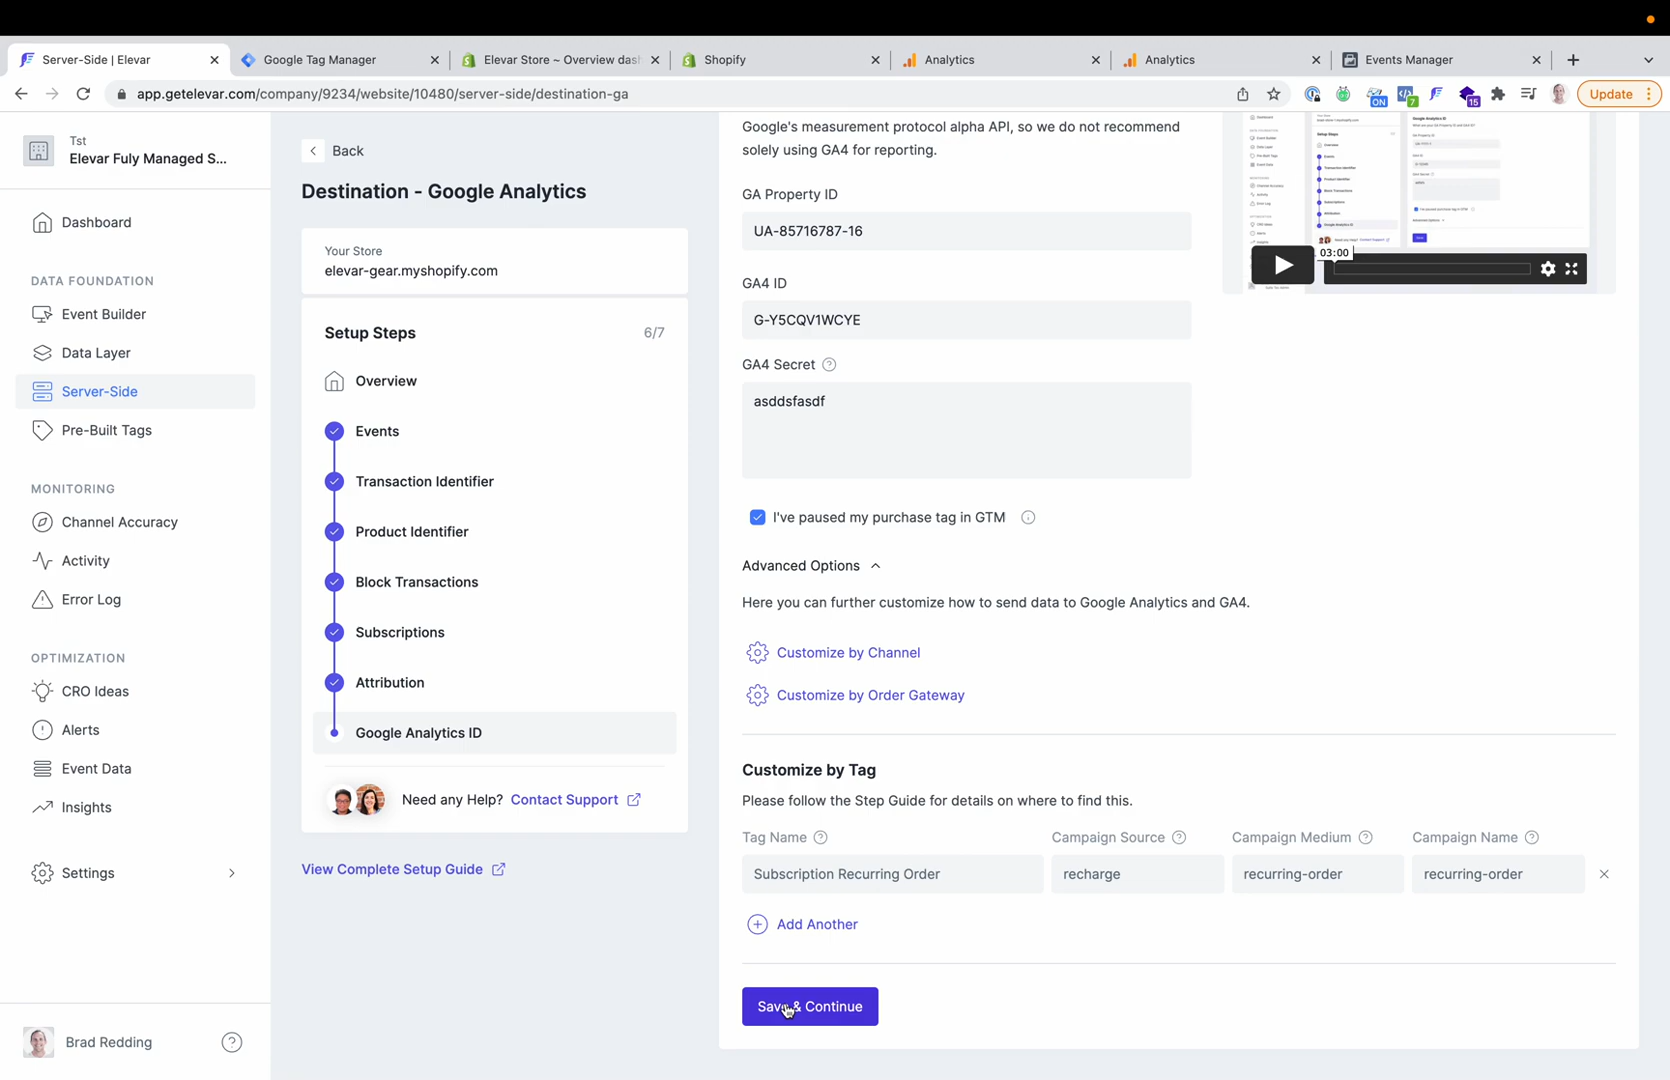 Server-Side | Elevar
Google Tag Manager
Elevar Store ~ Overview das
Shopify
Analytics
Analytics
Events Manager
app.getelevar.com/company/9234/website/10480/server-side/destination-ga
ON
7
15
Update
Tst
Elevar Fuly Managed S...
Dashboard
DATA FOUNDATION
Event Builder
Data Layer
Server-Side
Pre-Built Tags
MONITORING
Channel Accuracy
Activity
Error Log
OPTIMIZATION
CRO Ideas
Alerts
Event Data
Insights
Settings
Brad Redding
Back
Destination - Google Analytics
Your Store
elevar-gear.myshopify.com
Setup Steps
6/7
Overview
Events
Transaction Identifier
Product Identifier
Block Transactions
Subscriptions
Attribution
Google Analytics ID
Need any Help? Contact Support
View Complete Setup Guide
Google's measurement protocol alpha API, so we do not recommend
solely using GA4 for reporting.
GA Property ID
UA-85716787-16
GA4 ID
G-Y5CQV1WCYE
GA4 Secret
asddsfasdf
I've paused my purchase tag in GTM
Advanced Options
Here you can further customize how to send data to Google Analytics and GA4.
Customize by Channel
Customize by Order Gateway
Customize by Tag
Please follow the Step Guide for details on where to find this.
Tag Name
Campaign Source
Campaign Medium
Campaign Name
Subscription Recurring Order
recharge
recurring-order
recurring-order
Add Another
Save & Continue
03:00